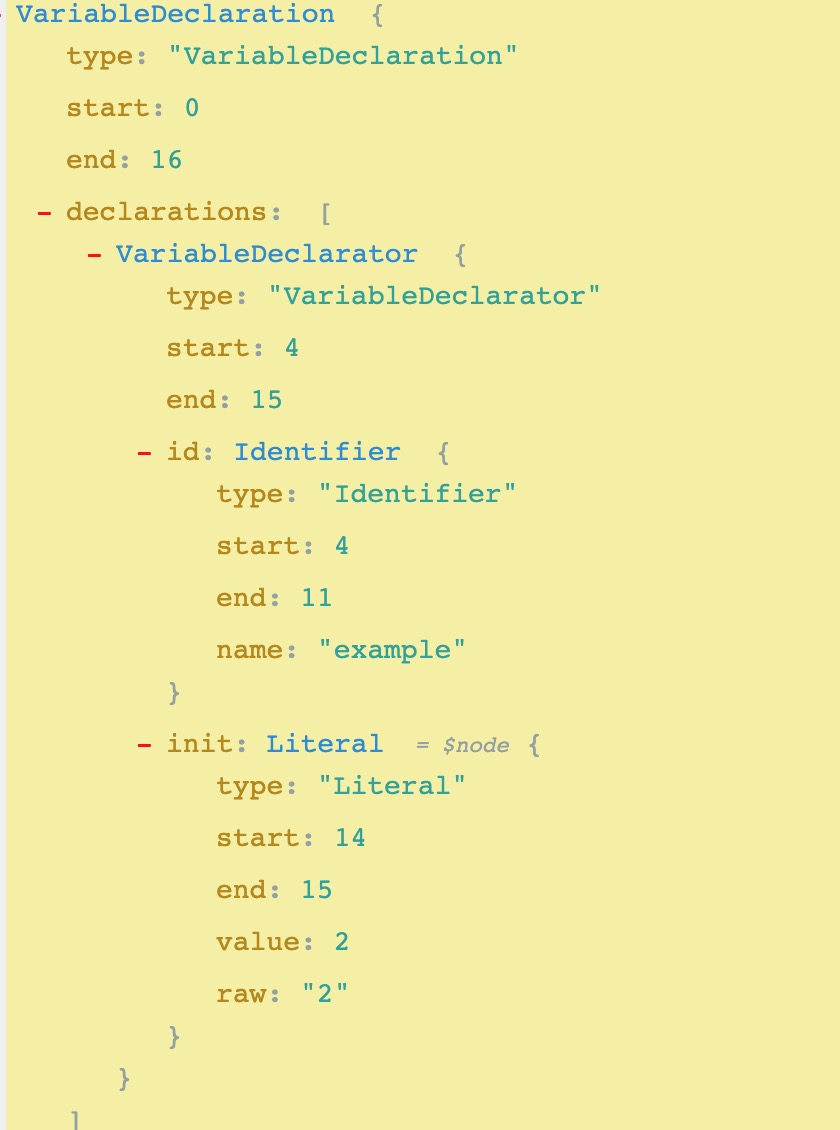 - VariableDeclaration {
type: "VariableDeclaration"
start: 0
end: 16
- declarations: [
- VariableDeclarator {
type: "VariableDeclarator"
start: 4
end: 15
- id: Identifier {
type: "Identifier"
start: 4
end: 11
name: "example"
}
- init: Literal = $node {
type: "Literal"
start: 14
end: 15
value: 2
raw: "2"
}
}
]